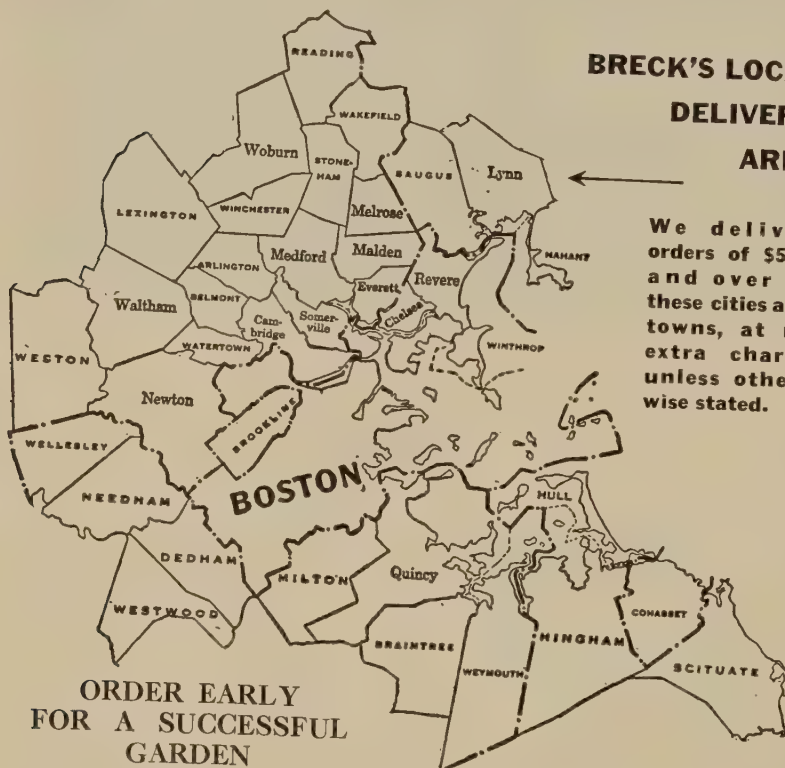 BRECK'S LOCA
DELIVER
ARE
We deliv
orders of $5
and over
these cities a
towns, at
extra char
unless other-
wise stated.
READING
WAKEFIELD
Woburn
STONE-
HAM
SAUGUS
Lynn
LEXINGTON
WINCHESTER
Melrose
Medford
Malden
NAHANT
ARLINGTON
Revere
Everett
Waltham
BELMONT
Somer-
ville
Chelsea
Cam-
bridge
WATERTOWN
WINTHROP
WESTON
Newton
BROOKLINE
WELLESLEY
NEEDHAM
BOSTON
HULL
DEDHAM
MILTON
Quincy
WESTWOOD
BRAINTREE
WEYMOUTH
HINGHAM
COHASSET
SCITUATE
ORDER EARLY
FOR A SUCCESSFUL
GARDEN